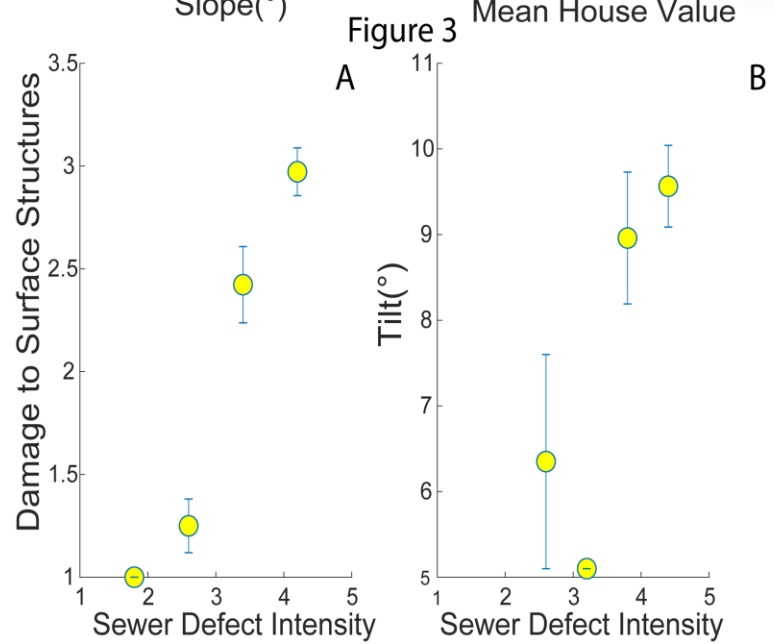 Slope(°)
Mean House Value
Figure 3
A
Damage to Surface Structures
3.5
3
2.5
2
1.5
1
1 2 3 4 5
Sewer Defect Intensity
B
Tilt(°)
11
10
9
8
7
6
5
1 2 3 4 5
Sewer Defect Intensity